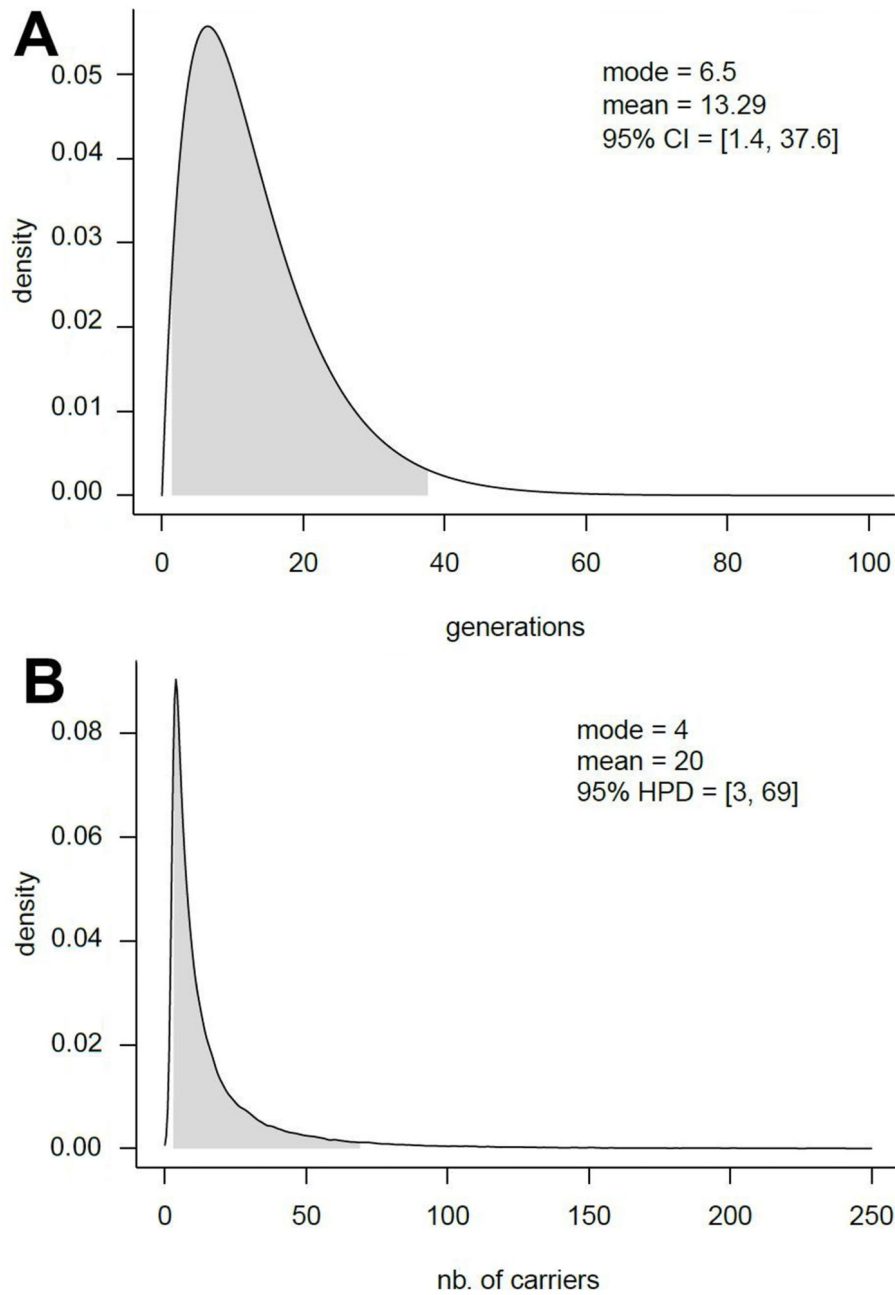 A
mode = 6.5
mean = 13.29
95% CI = [1.4, 37.6]
density
0.05
0.04
0.03
0.02
0.01
0.00
0 20 40 60 80 100
generations
B
mode = 4
mean = 20
95% HPD = [3, 69]
density
0.08
0.06
0.04
0.02
0.00
0 50 100 150 200 250
nb. of carriers